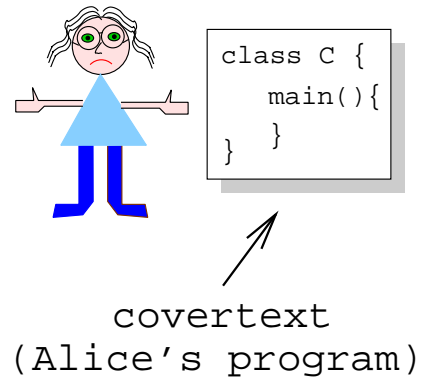 class C {
main(){
}
}
covertext
(Alice's program)